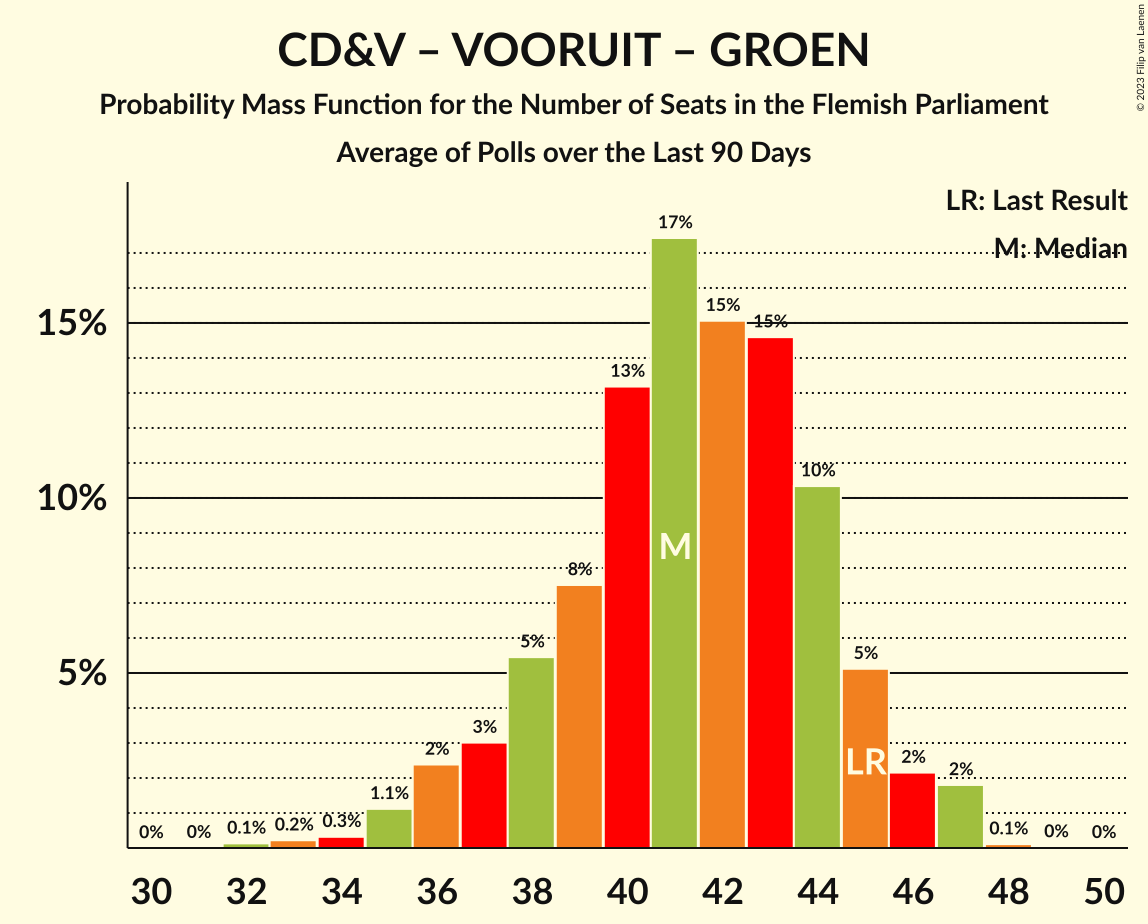 CD&V – VOORUIT – GROEN
Probability Mass Function for the Number of Seats in the Flemish Parliament
Average of Polls over the Last 90 Days
© 2023 Filip van Laenen
LR: Last Result
M: Median
17%
15%
15%
15%
13%
10%
10%
M
8%
5%
5%
5%
3%
2%
LR
2%
2%
1.1%
0.3%
0.2%
0.1%
0%
0%
0.1%
0%
0%
30 32 34 36 38 40 42 44 46 48 50